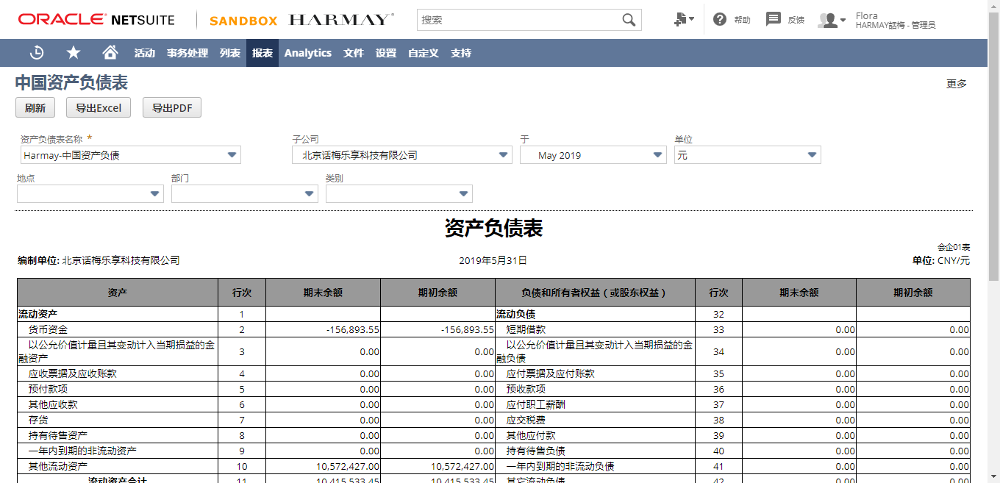 ORACLE NETSUITE SANDBOX HARMAY 搜索 帮助 反馈 Flora
HARMAY話梅 - 管理员
活动 事务处理 列表 报表 Analytics 文件 设置 自定义 支持
中国资产负债表 更多
刷新 导出Excel 导出PDF
资产负债表名称 * 子公司 于 单位
Harmay-中国资产负债 北京话梅乐享科技有限公司 May 2019 元
地点 部门 类别
资产负债表
会企01表
编制单位: 北京话梅乐享科技有限公司 2019年5月31日 单位: CNY/元
资产 行次 期末余额 期初余额 负债和所有者权益（或股东权益） 行次 期末余额 期初余额
流动资产 1 流动负债 32
货币资金 2 -156,893.55 -156,893.55 短期借款 33 0.00 0.00
以公允价值计量且其变动计入当期损益的金 3 0.00 0.00 以公允价值计量且其变动计入当期损益的金 34 0.00 0.00
融资产 融负债
应收票据及应收账款 4 0.00 0.00 应付票据及应付账款 35 0.00 0.00
预付款项 5 0.00 0.00 预收款项 36 0.00 0.00
其他应收款 6 0.00 0.00 应付职工薪酬 37 0.00 0.00
存货 7 0.00 0.00 应交税费 38 0.00 0.00
持有待售资产 8 0.00 0.00 其他应付款 39 0.00 0.00
一年内到期的非流动资产 9 0.00 0.00 持有待售负债 40 0.00 0.00
其他流动资产 10 10,572,427.00 10,572,427.00 一年内到期的非流动负债 41 0.00 0.00
流动资产合计 11 10,415,533.45 10,415,533.45 其它流动负债 42 0.00 0.00